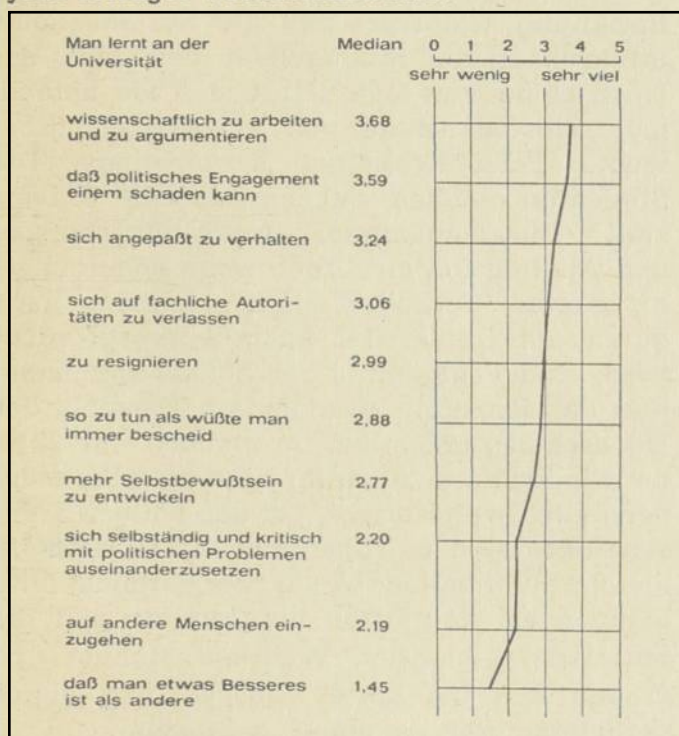 Man lernt an der Median 0 1 2 3 4 5
Universität sehr wenig sehr viel
wissenschaftlich zu arbeiten 3,68
und zu argumentieren
daß politisches Engagement 3,59
einem schaden kann
sich angepaßt zu verhalten 3,24
sich auf fachliche Autori-
täten zu verlassen 3,06
zu resignieren 2,99
so zu tun als wüßte man 2,88
immer bescheid
mehr Selbstbewußtsein 2,77
zu entwickeln
sich selbständig und kritisch 2,20
mit politischen Problemen
auseinanderzusetzen
auf andere Menschen ein- 2,19
zugehen
daß man etwas Besseres 1,45
ist als andere